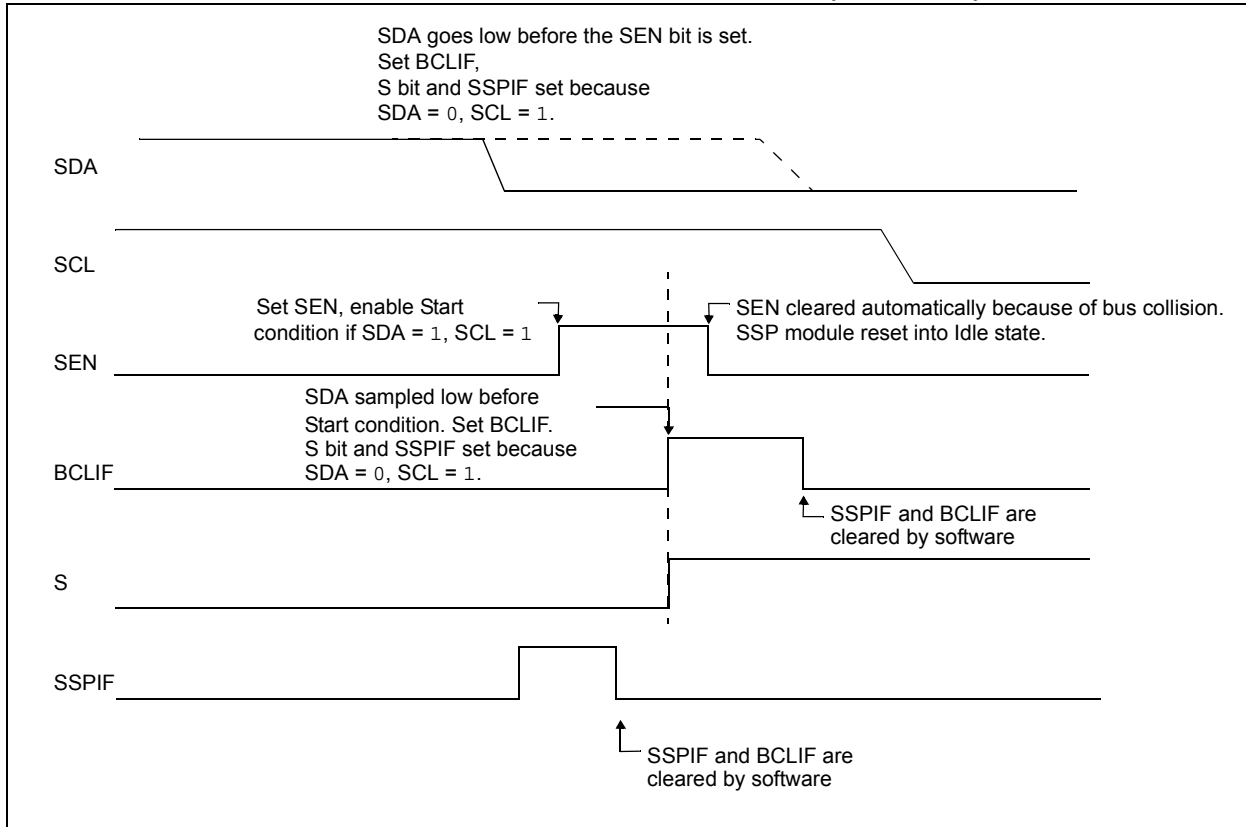 SDA goes low before the SEN bit is set.
Set BCLIF,
S bit and SSPIF set because
SDA = 0, SCL = 1.
SDA
SCL
Set SEN, enable Start
condition if SDA = 1, SCL = 1
SEN cleared automatically because of bus collision.
SSP module reset into Idle state.
SEN
SDA sampled low before
Start condition. Set BCLIF.
S bit and SSPIF set because
SDA = 0, SCL = 1.
BCLIF
SSPIF and BCLIF are
cleared by software
S
SSPIF
SSPIF and BCLIF are
cleared by software